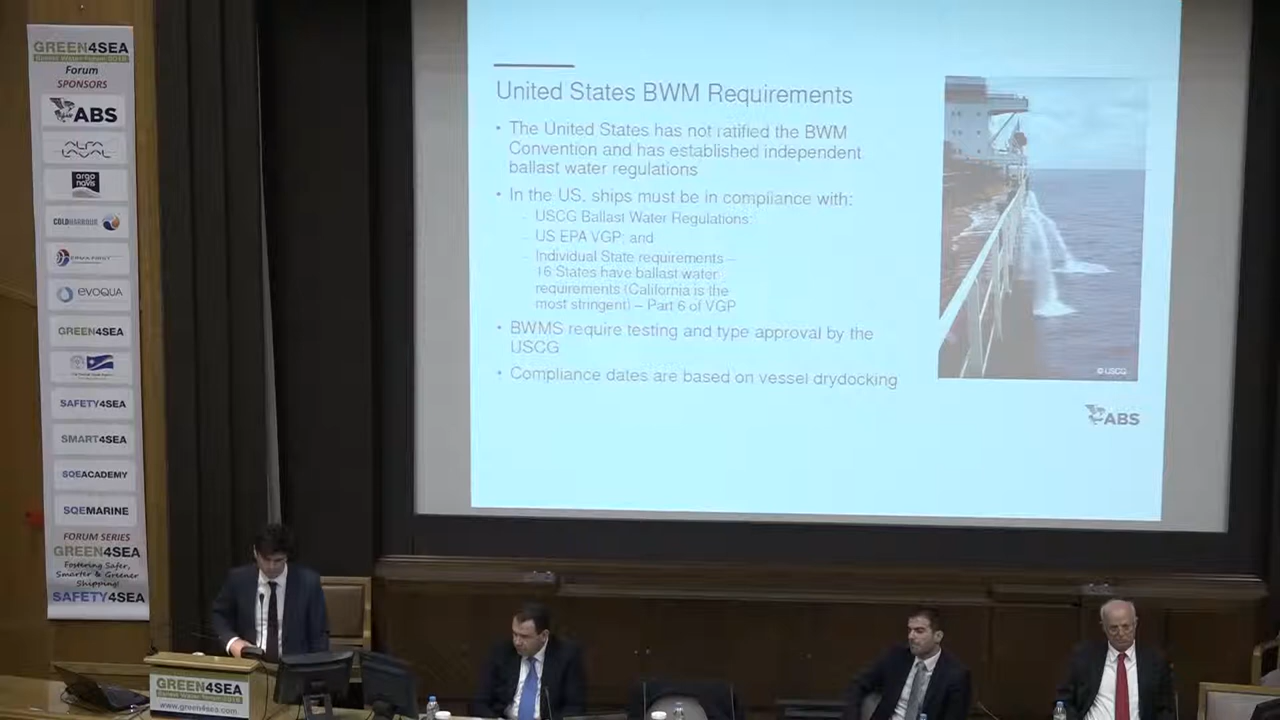 GREEN4SEA
Forum
SPONSORS
ABS
argo
navis
COLDHARBOUR
ERMA FIRST
evoqua
GREEN4SEA
SAFETY4SEA
SMART4SEA
SQEACADEMY
SQEMARINE
FORUM SERIES
GREEN4SEA
Fostering Safer,
Smarter & Greener
Shipping!
SAFETY4SEA
United States BWM Requirements
• The United States has not ratified the BWM
Convention and has established independent
ballast water regulations
• In the US, ships must be in compliance with:
– USCG Ballast Water Regulations;
– US EPA VGP; and
– Individual State requirements –
16 States have ballast water
requirements (California is the
most stringent) – Part 6 of VGP
• BWMS require testing and type approval by the
USCG
• Compliance dates are based on vessel drydocking
© USCG
ABS
GREEN4SEA
www.green4sea.com